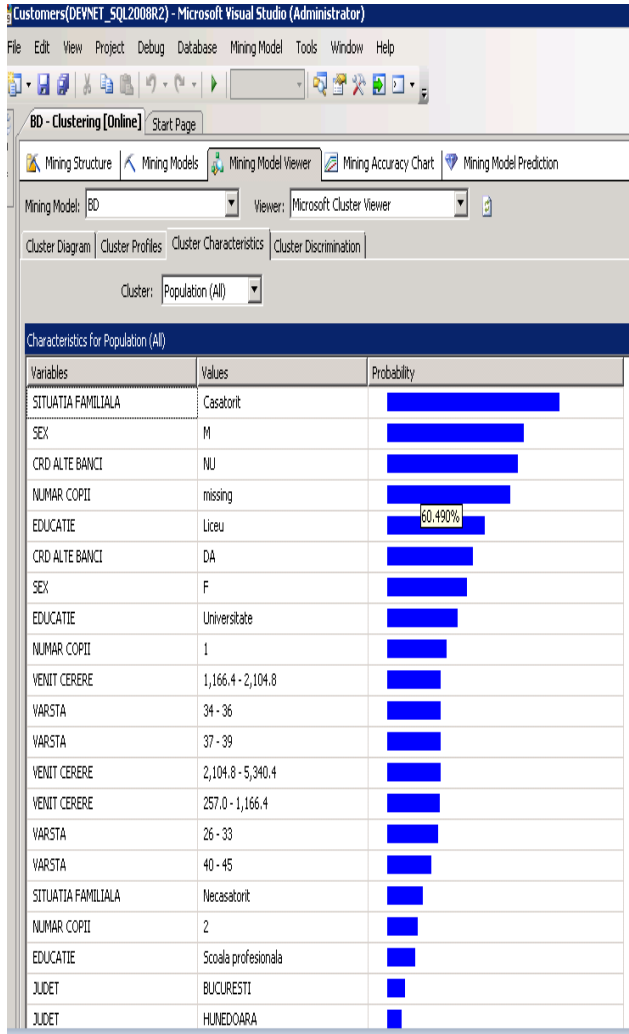 Customers(DEVNET_SQL2008R2) - Microsoft Visual Studio (Administrator)
File Edit View Project Debug Database Mining Model Tools Window Help
BD - Clustering [Online] Start Page
Mining Structure Mining Models Mining Model Viewer Mining Accuracy Chart Mining Model Prediction
Mining Model: BD Viewer: Microsoft Cluster Viewer
Cluster Diagram Cluster Profiles Cluster Characteristics Cluster Discrimination
Cluster: Population (All)
Characteristics for Population (All)
Variables Values Probability
SITUATIA FAMILIALA Casatorit
SEX M
CRD ALTE BANCI NU
NUMAR COPII missing
60.490%
EDUCATIE Liceu
CRD ALTE BANCI DA
SEX F
EDUCATIE Universitate
NUMAR COPII 1
VENIT CERERE 1,166.4 - 2,104.8
VARSTA 34 - 36
VARSTA 37 - 39
VENIT CERERE 2,104.8 - 5,340.4
VENIT CERERE 257.0 - 1,166.4
VARSTA 26 - 33
VARSTA 40 - 45
SITUATIA FAMILIALA Necasatorit
NUMAR COPII 2
EDUCATIE Scoala profesionala
JUDET BUCURESTI
JUDET HUNEDOARA